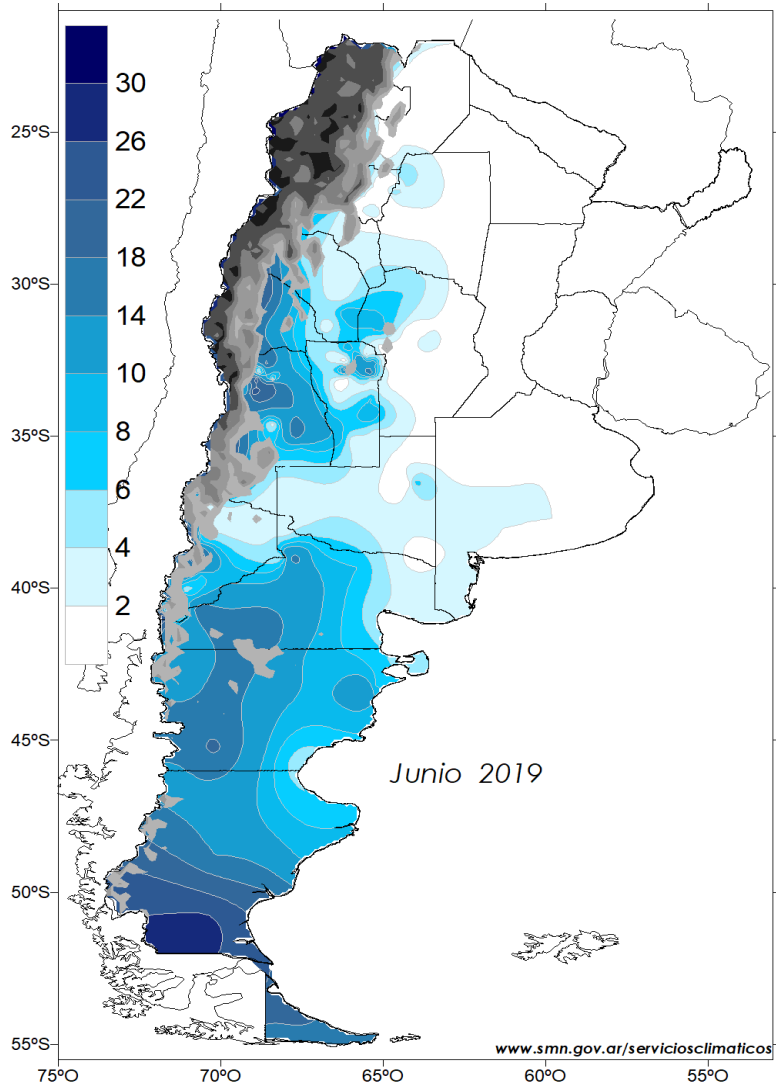 30
26
22
18
14
10
8
6
4
2
25ºS
30ºS
35ºS
40ºS
45ºS
50ºS
55ºS
Junio 2019
www.smn.gov.ar/serviciosclimaticos
75ºO
70ºO
65ºO
60ºO
55ºO